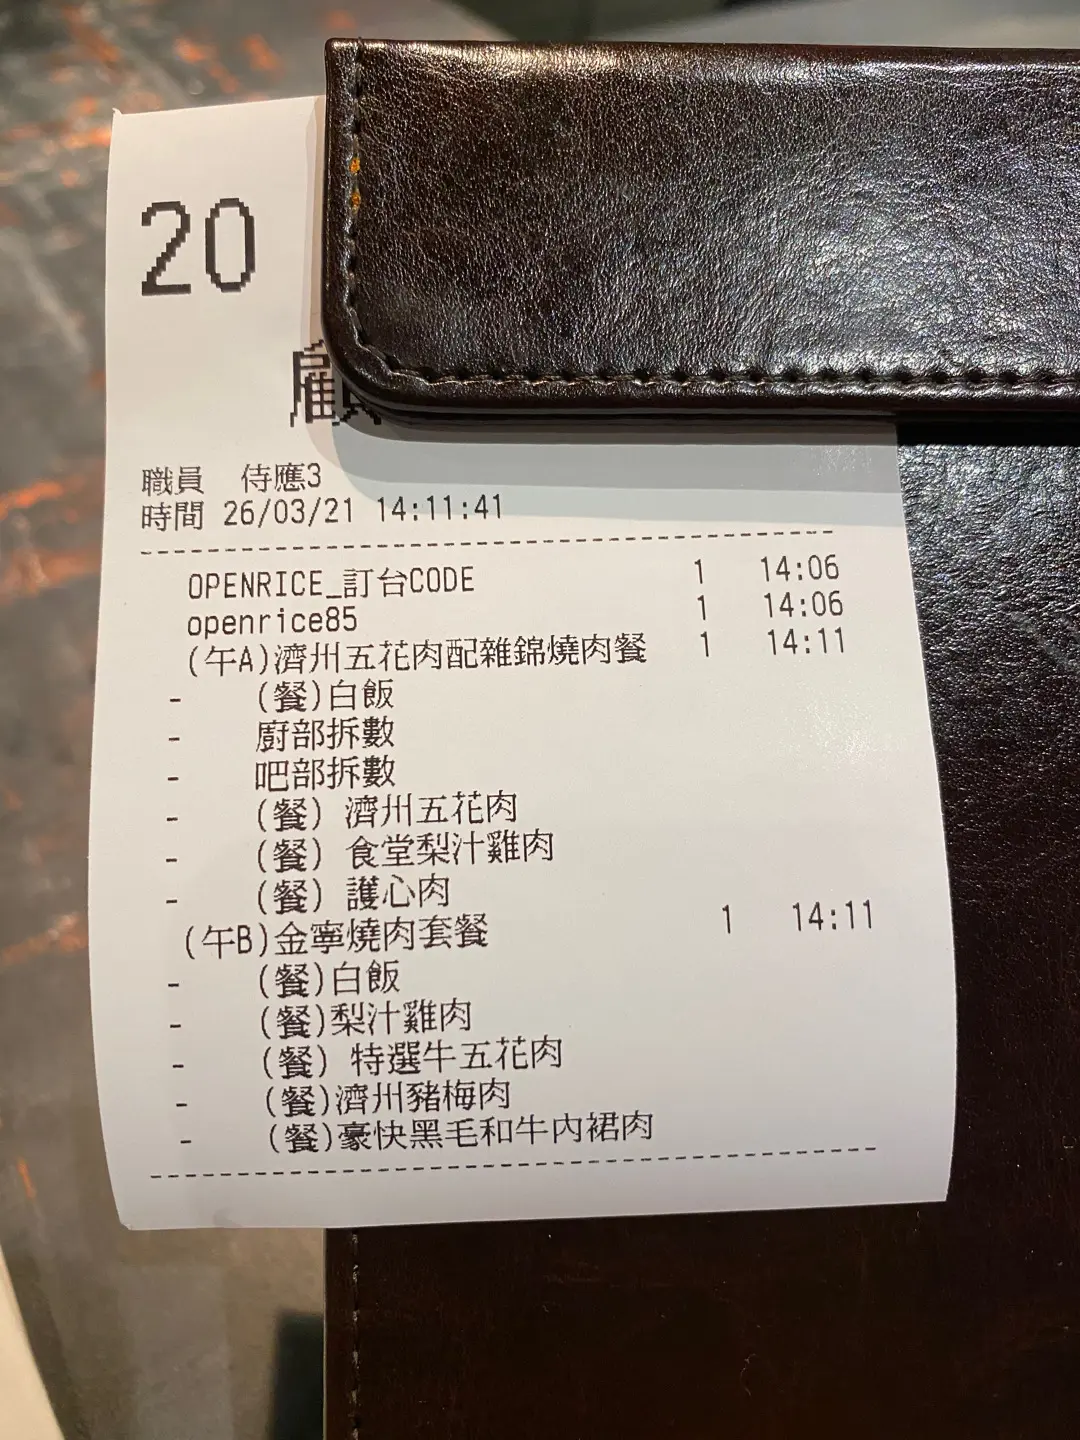 20
職員 侍應3
時間 26/03/21 14:11:41
OPENRICE_訂台CODE 1 14:06
openrice85 1 14:06
(午A)濟州五花肉配雜錦燒肉餐 1 14:11
- (餐)白飯
- 廚部拆數
- 吧部拆數
- (餐) 濟州五花肉
- (餐) 食堂梨汁雞肉
- (餐) 護心肉
(午B)金寧燒肉套餐 1 14:11
- (餐)白飯
- (餐)梨汁雞肉
- (餐) 特選牛五花肉
- (餐)濟州豬梅肉
- (餐)豪快黑毛和牛內裙肉